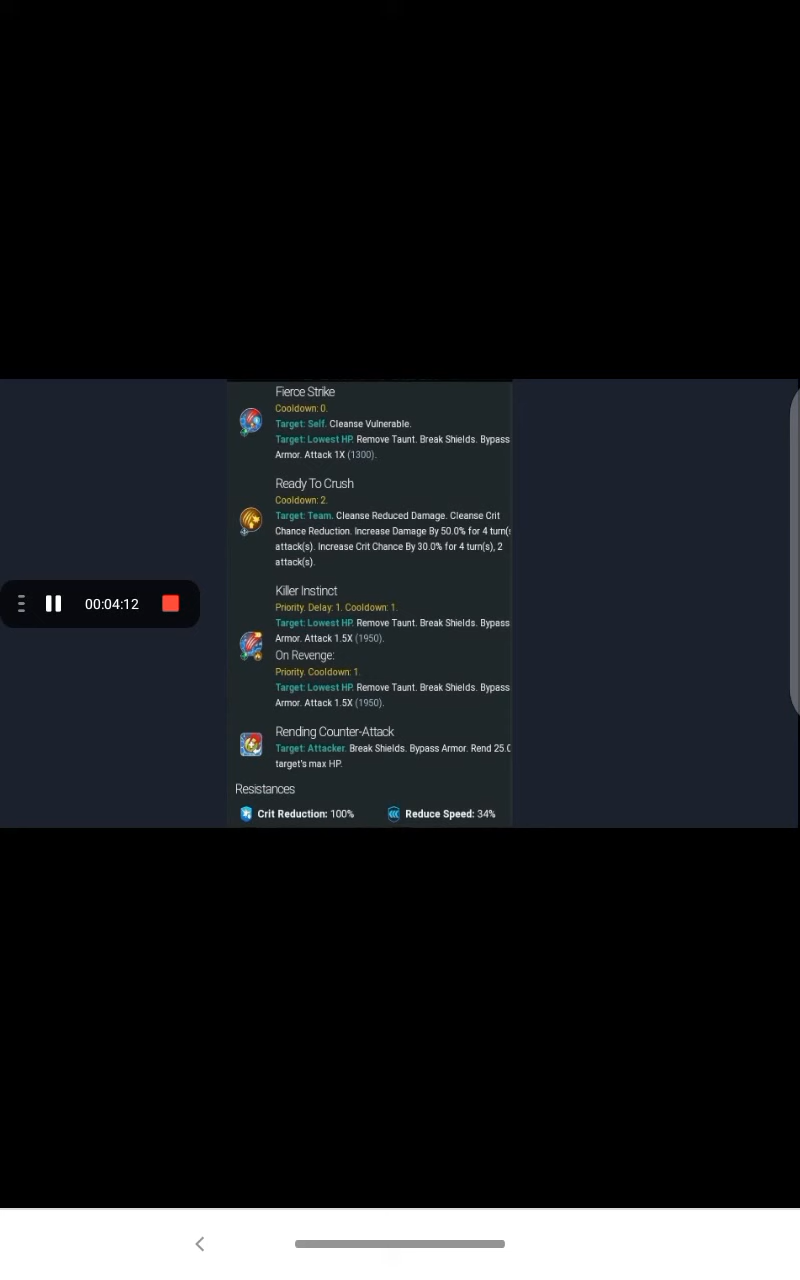 Fierce Strike
Cooldown: 0.
Target: Self. Cleanse Vulnerable.
Target: Lowest HP. Remove Taunt. Break Shields. Bypass
Armor. Attack 1X (1300).
Ready To Crush
Cooldown: 2.
Target: Team. Cleanse Reduced Damage. Cleanse Crit
Chance Reduction. Increase Damage By 50.0% for 4 turn(s
attack(s). Increase Crit Chance By 30.0% for 4 turn(s), 2
attack(s).
Killer Instinct
Priority. Delay: 1. Cooldown: 1.
Target: Lowest HP. Remove Taunt. Break Shields. Bypass
Armor. Attack 1.5X (1950).
00:04:12
On Revenge:
Priority. Cooldown: 1.
Target: Lowest HP. Remove Taunt. Break Shields. Bypass
Armor. Attack 1.5X (1950).
Rending Counter-Attack
Target: Attacker. Break Shields. Bypass Armor. Rend 25.0
target's max HP.
Resistances
Crit Reduction: 100% Reduce Speed: 34%